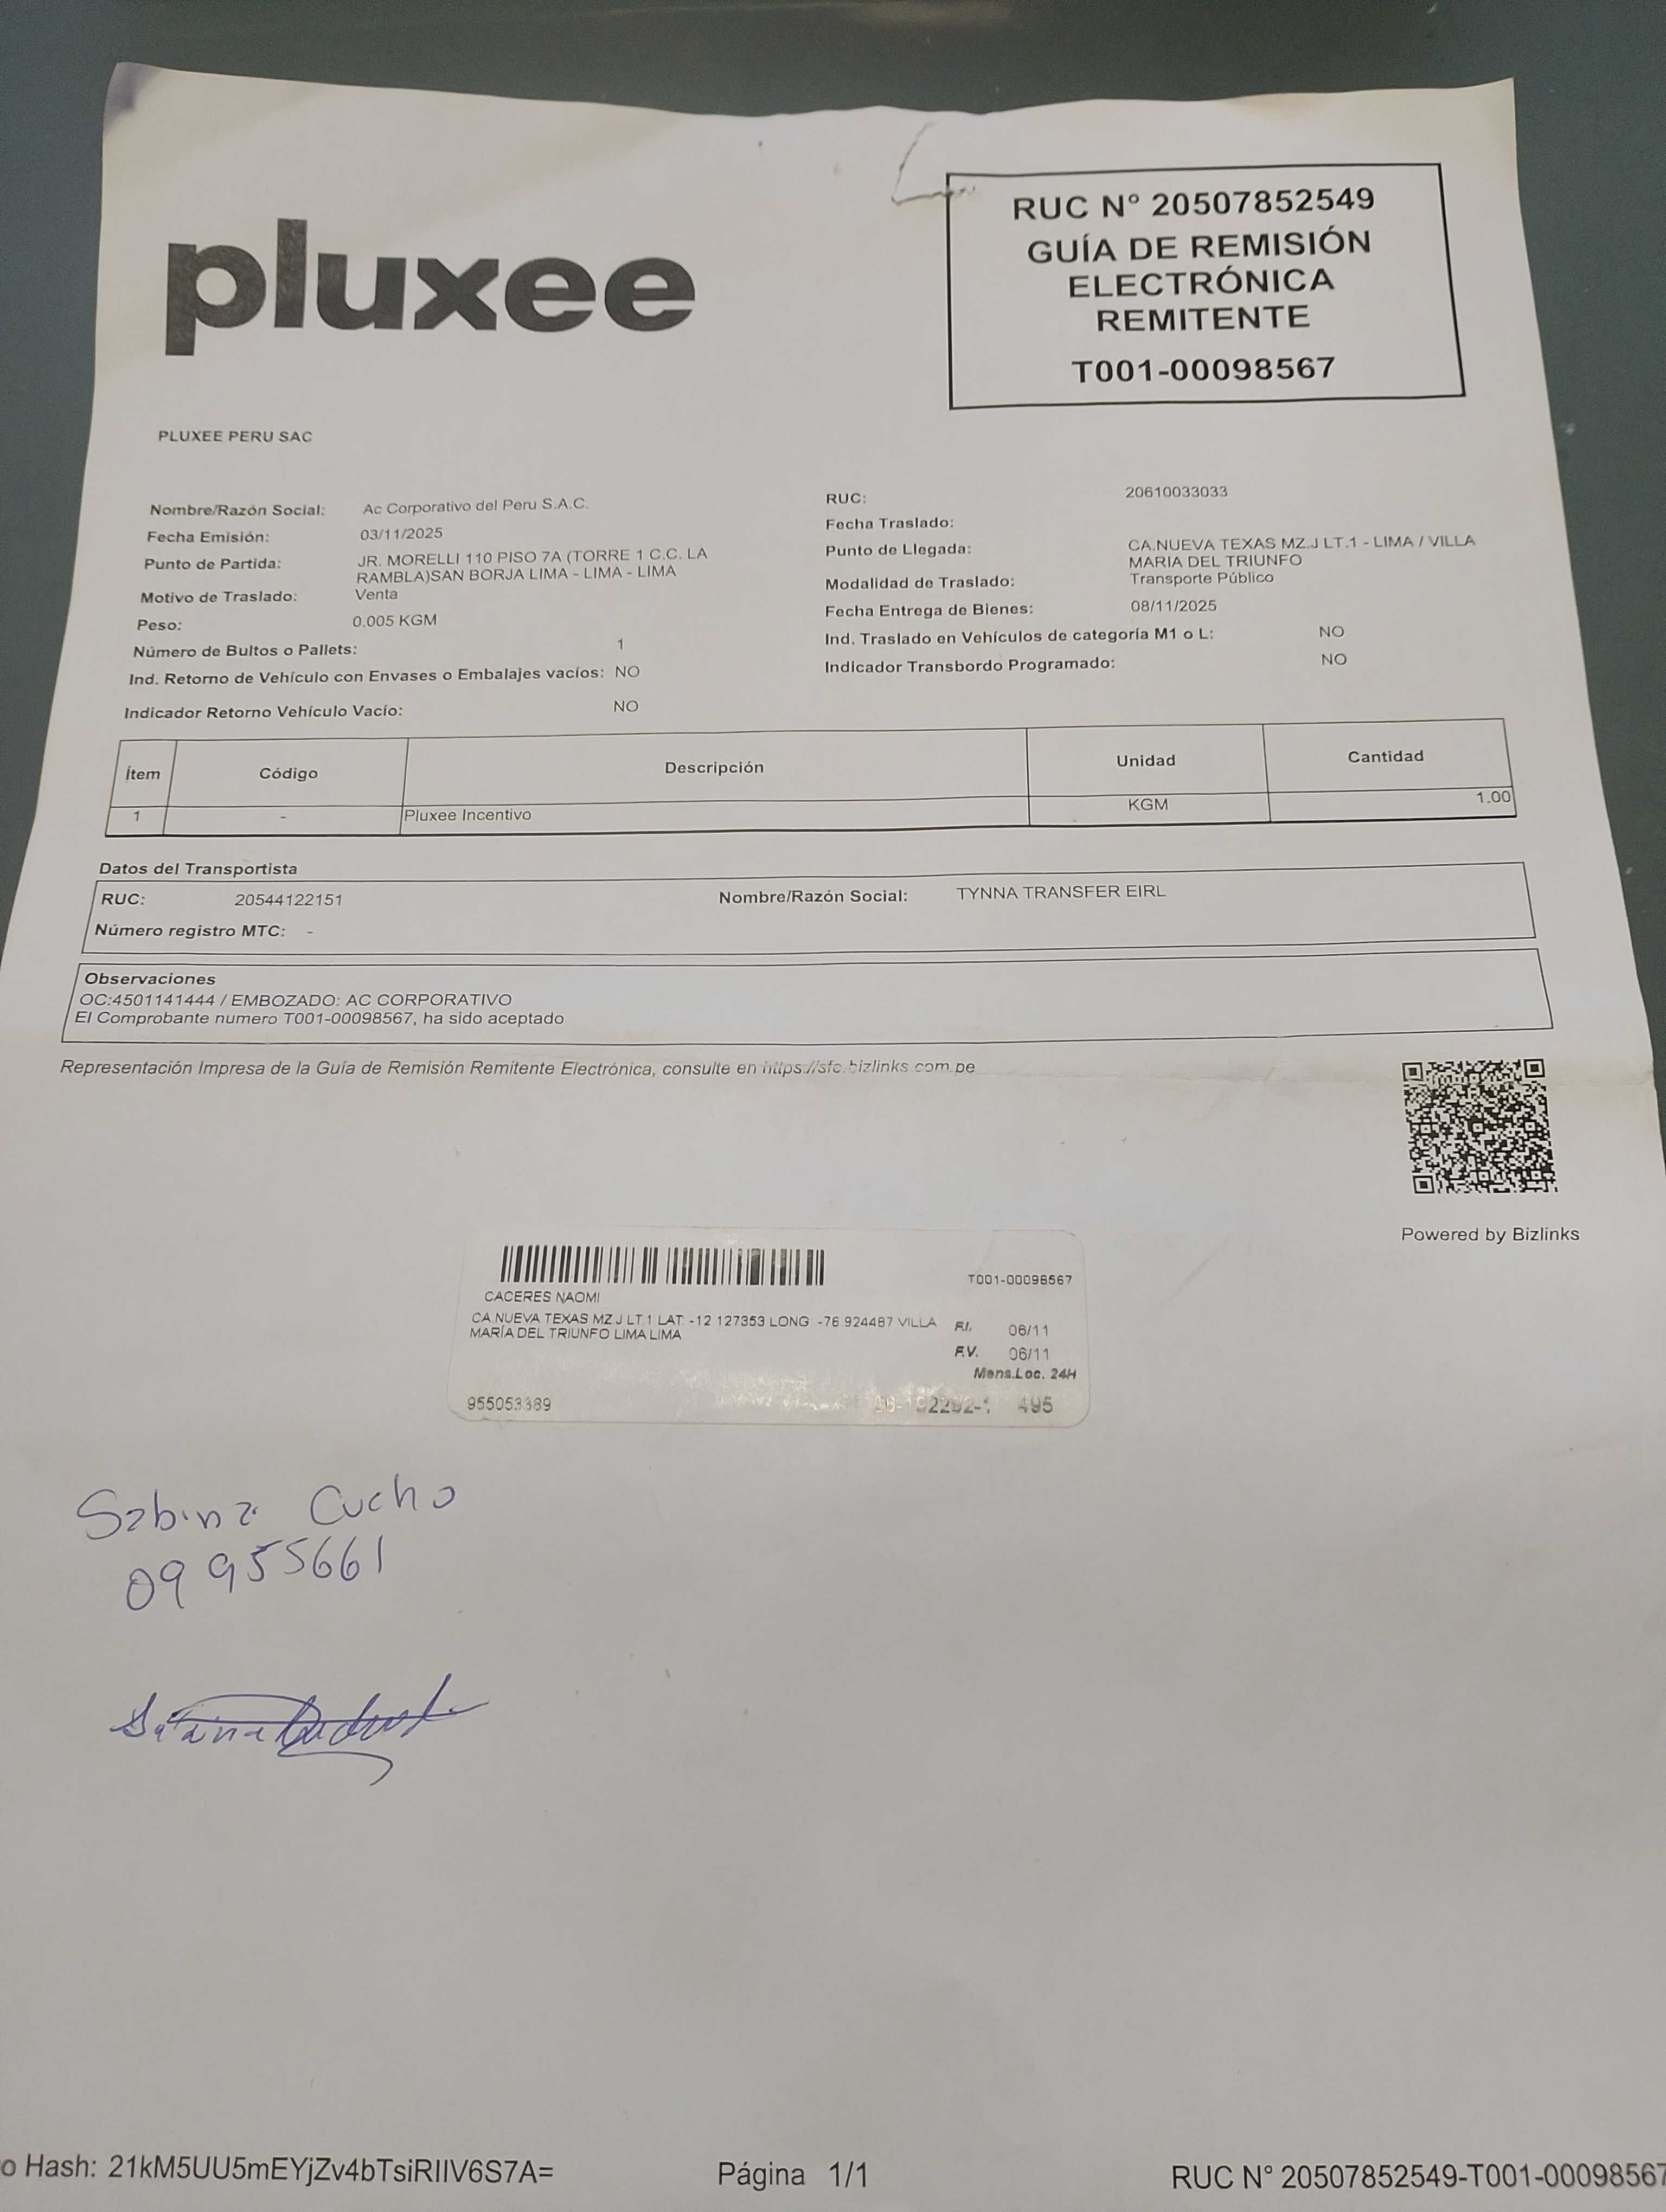 pluxee
RUC N° 20507852549
GUÍA DE REMISIÓN
ELECTRÓNICA
REMITENTE
T001-00098567
PLUXEE PERU SAC
Nombre/Razón Social: Ac Corporativo del Peru S.A.C.
Fecha Emisión: 03/11/2025
Punto de Partida: JR. MORELLI 110 PISO 7A (TORRE 1 C.C. LA
RAMBLA)SAN BORJA LIMA - LIMA - LIMA
Motivo de Traslado: Venta
Peso: 0.005 KGM
Número de Bultos o Pallets: 1
Ind. Retorno de Vehículo con Envases o Embalajes vacíos: NO
Indicador Retorno Vehículo Vacío: NO
RUC: 20610033033
Fecha Traslado:
Punto de Llegada: CA.NUEVA TEXAS MZ.J LT.1 - LIMA / VILLA
MARIA DEL TRIUNFO
Modalidad de Traslado: Transporte Público
Fecha Entrega de Bienes: 08/11/2025
Ind. Traslado en Vehículos de categoría M1 o L: NO
Indicador Transbordo Programado: NO
Ítem Código Descripción Unidad Cantidad
1 - Pluxee Incentivo KGM 1.00
Datos del Transportista
RUC: 20544122151 Nombre/Razón Social: TYNNA TRANSFER EIRL
Número registro MTC: -
Observaciones
OC:4501141444 / EMBOZADO: AC CORPORATIVO
El Comprobante numero T001-00098567, ha sido aceptado
Representación Impresa de la Guía de Remisión Remitente Electrónica, consulte en https://sfc.bizlinks.com.pe
Powered by Bizlinks
T001-00098567
CACERES NAOMI
CA.NUEVA TEXAS MZ.J LT.1 LAT. -12 127353 LONG. -76 924487 VILLA
MARÍA DEL TRIUNFO LIMA LIMA
F.I. 06/11
F.V. 06/11
Mens.Loc. 24H
955053389 495
Sabina Cucho
09955661
o Hash: 21kM5UU5mEYjZv4bTsiRIIV6S7A= Página 1/1 RUC N° 20507852549-T001-00098567